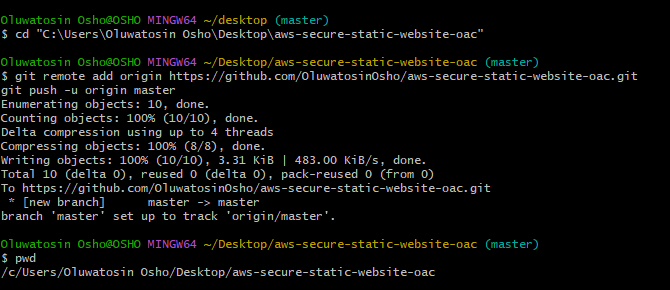 Oluwatosin Osho@OSHO MINGW64 ~/desktop (master)
$ cd "C:\Users\Oluwatosin Osho\Desktop\aws-secure-static-website-oac"
Oluwatosin Osho@OSHO MINGW64 ~/Desktop/aws-secure-static-website-oac (master)
$ git remote add origin https://github.com/OluwatosinOsho/aws-secure-static-website-oac.git
git push -u origin master
Enumerating objects: 10, done.
Counting objects: 100% (10/10), done.
Delta compression using up to 4 threads
Compressing objects: 100% (8/8), done.
Writing objects: 100% (10/10), 3.31 KiB | 483.00 KiB/s, done.
Total 10 (delta 0), reused 0 (delta 0), pack-reused 0 (from 0)
To https://github.com/OluwatosinOsho/aws-secure-static-website-oac.git
 * [new branch]      master -> master
branch 'master' set up to track 'origin/master'.
Oluwatosin Osho@OSHO MINGW64 ~/Desktop/aws-secure-static-website-oac (master)
$ pwd
/c/Users/Oluwatosin Osho/Desktop/aws-secure-static-website-oac